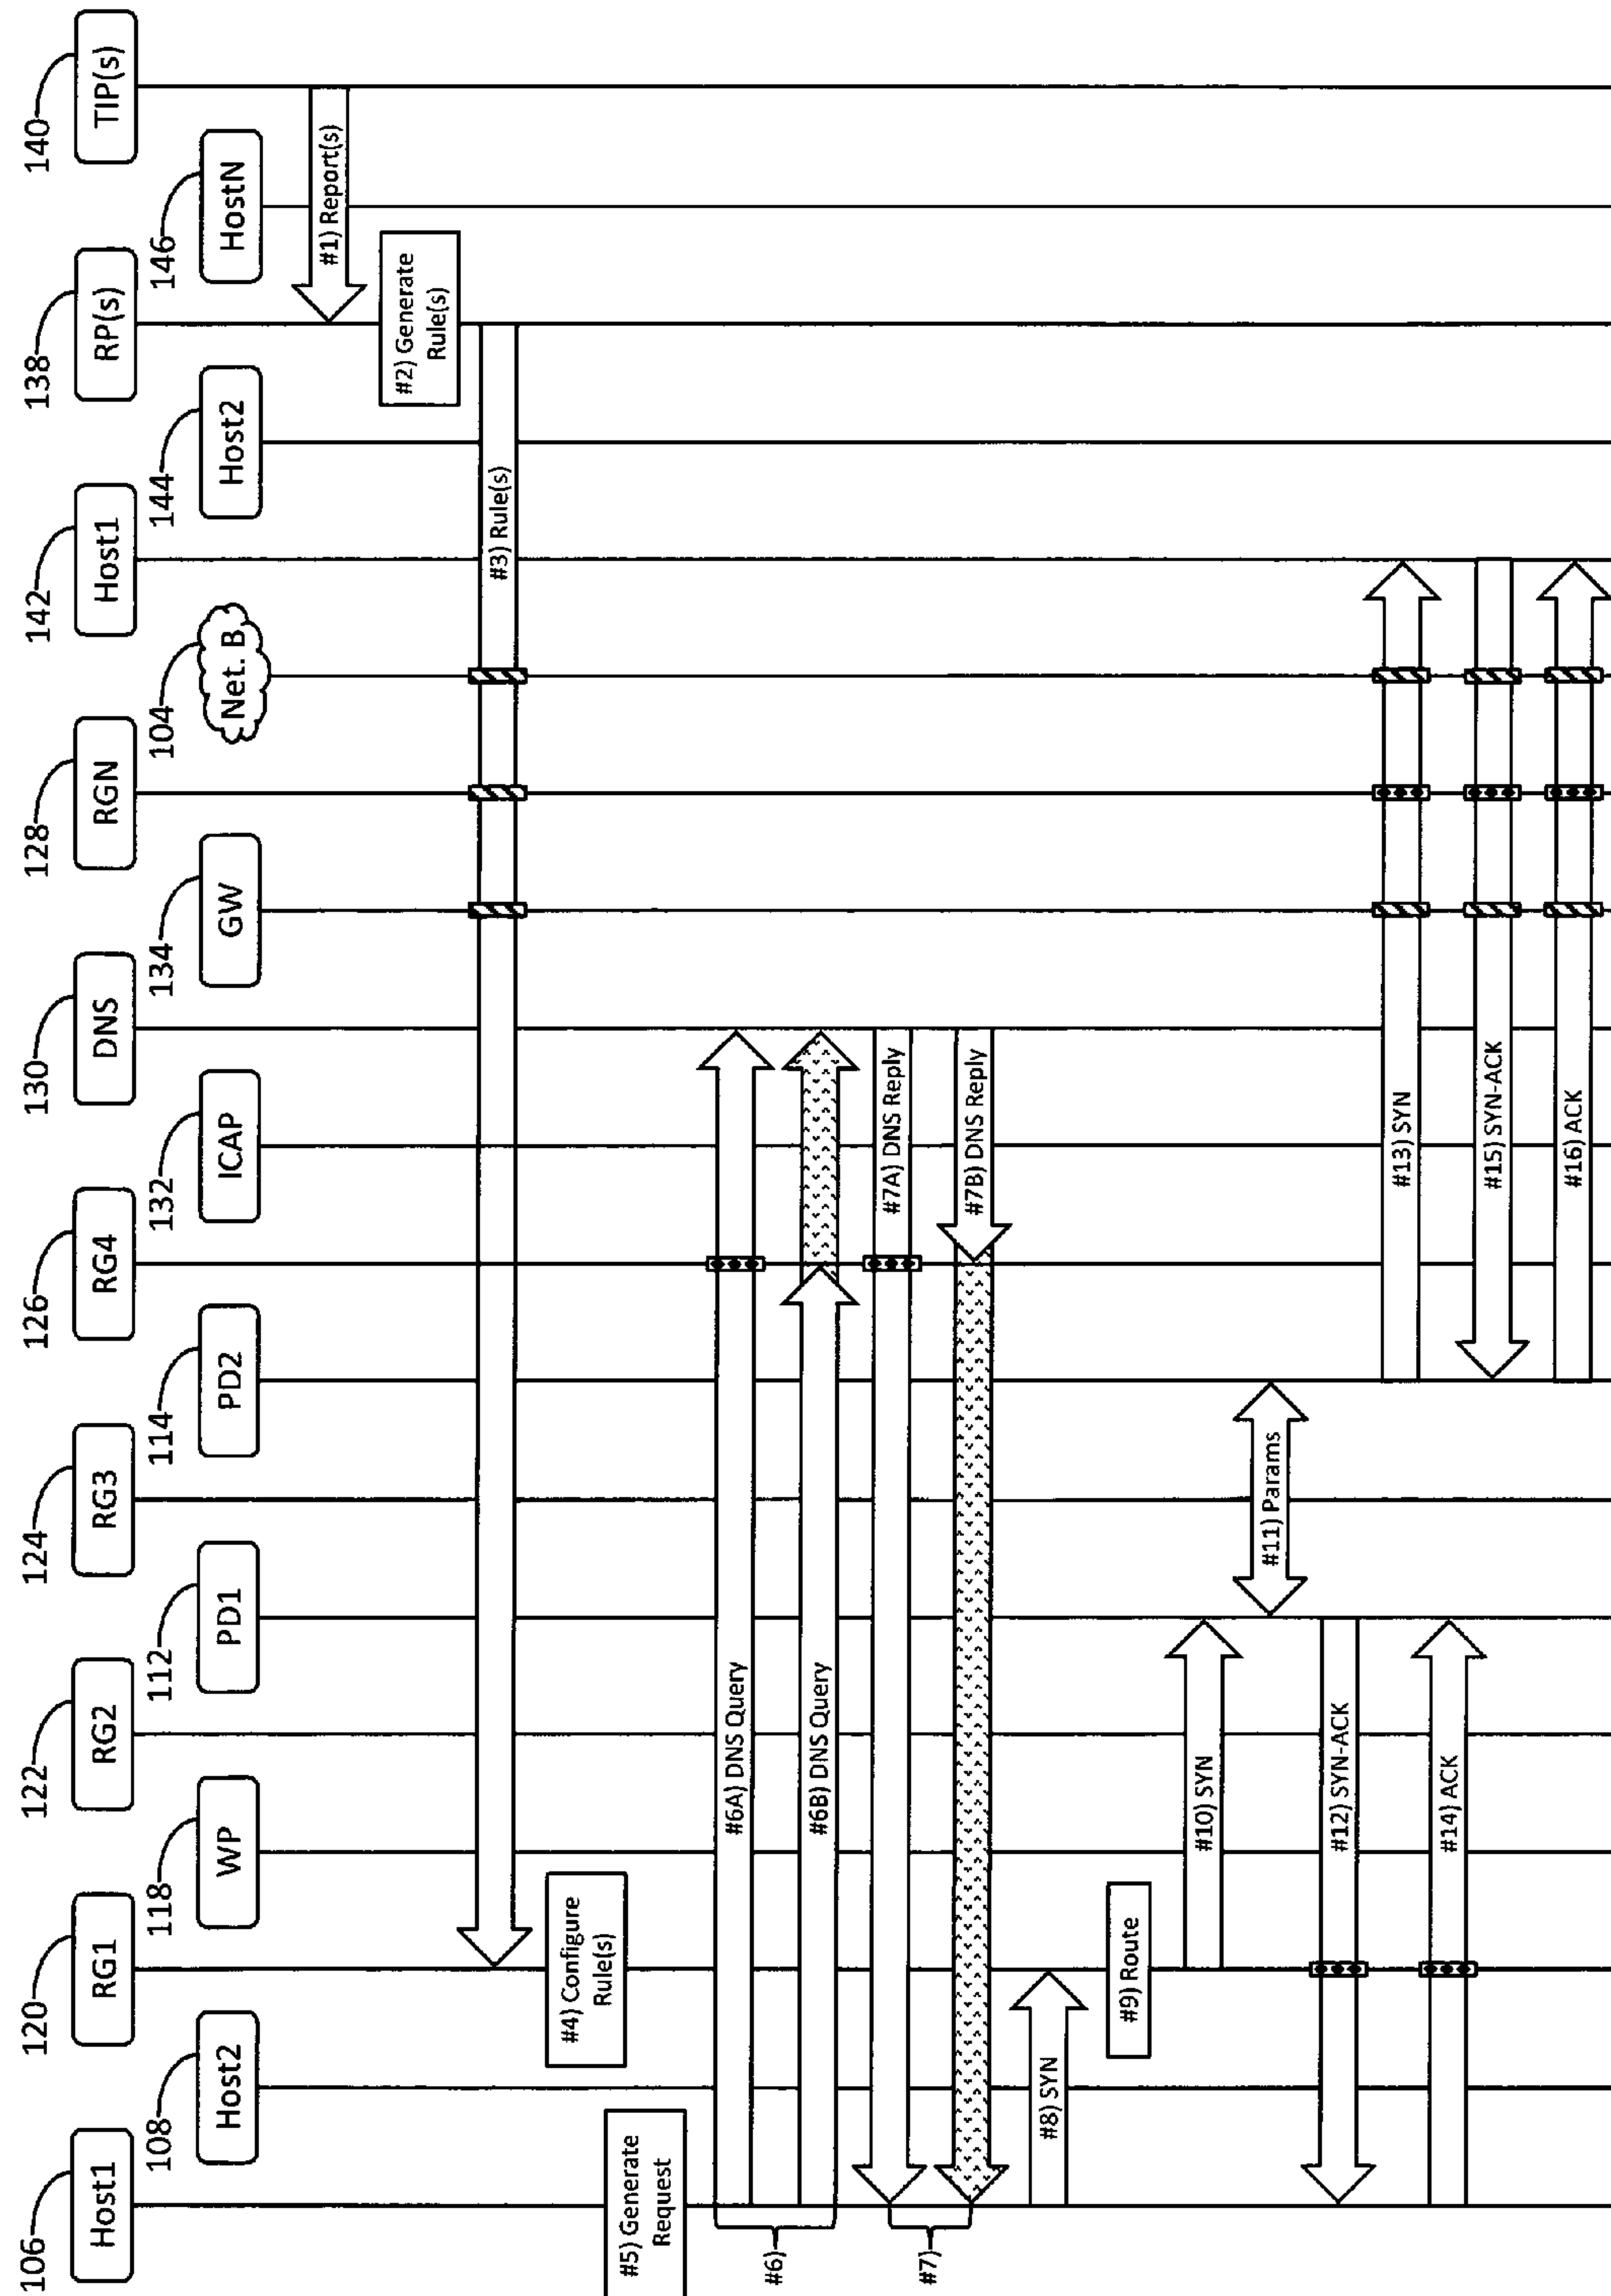 106
Host1
108
Host2
120
RG1
118
WP
122
RG2
112
PD1
124
RG3
114
PD2
126
RG4
132
ICAP
130
DNS
134
GW
128
RGN
104
Net. B
142
Host1
144
Host2
138
RP(s)
146
HostN
140
TIP(s)
#1) Report(s)
#2) Generate
Rule(s)
#3) Rule(s)
#4) Configure
Rule(s)
#5) Generate
Request
#6)
#6A) DNS Query
#6B) DNS Query
#7)
#7A) DNS Reply
#7B) DNS Reply
#8) SYN
#9) Route
#10) SYN
#11) Params
#12) SYN-ACK
#13) SYN
#14) ACK
#15) SYN-ACK
#16) ACK